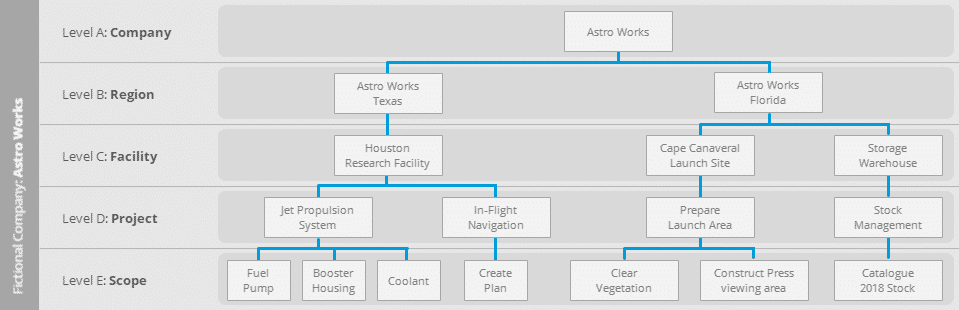 Fictional Company: Astro Works
Level A: Company
Astro Works
Level B: Region
Astro Works
Texas
Astro Works
Florida
Level C: Facility
Houston
Research Facility
Cape Canaveral
Launch Site
Storage
Warehouse
Level D: Project
Jet Propulsion
System
In-Flight
Navigation
Prepare
Launch Area
Stock
Management
Level E: Scope
Fuel
Pump
Booster
Housing
Coolant
Create
Plan
Clear
Vegetation
Construct Press
viewing area
Catalogue
2018 Stock